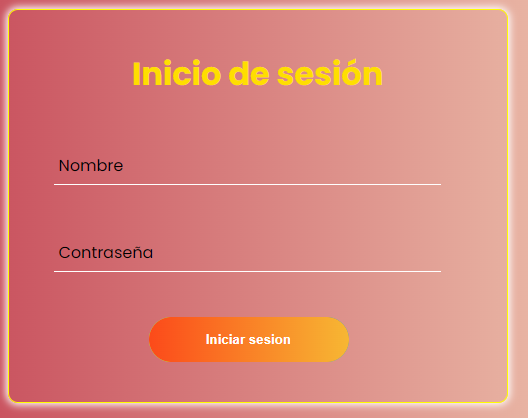 Inicio de sesión
Nombre
Contraseña
Iniciar sesion